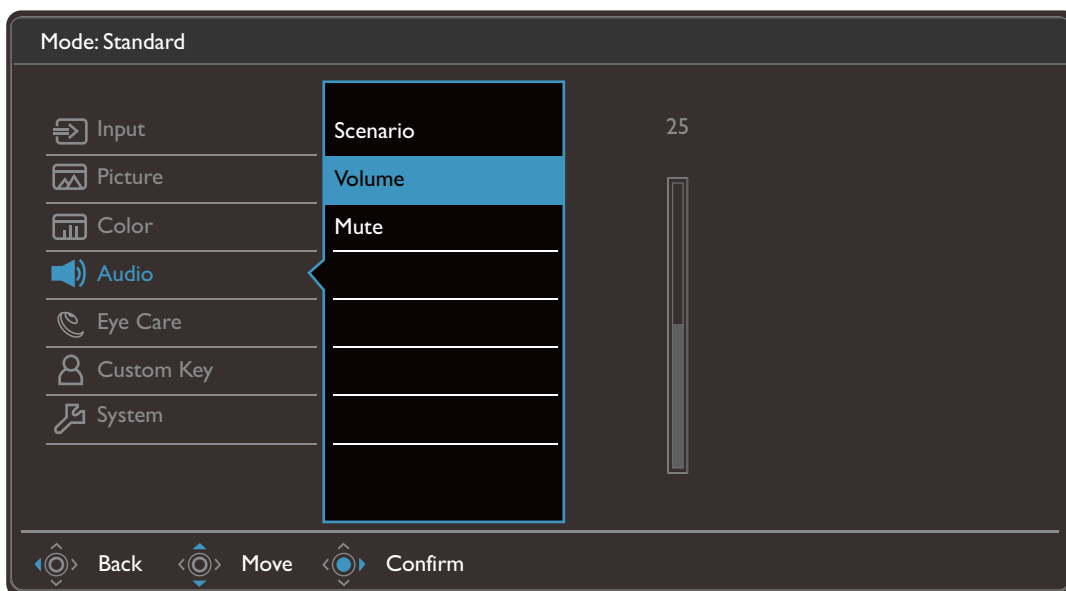 Mode: Standard
Input
Picture
Color
Audio
Eye Care
Custom Key
System
Scenario
Volume
Mute
25
Back Move Confirm